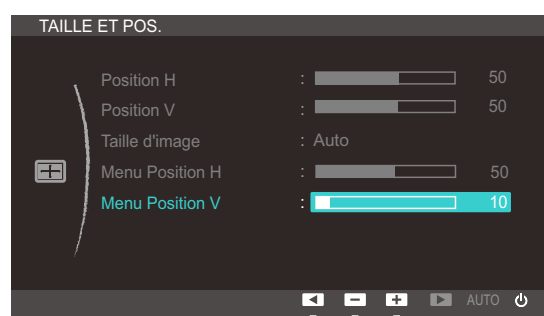 TAILLE ET POS.
Position H : 50
Position V : 50
Taille d'image : Auto
Menu Position H : 50
Menu Position V : 10
AUTO